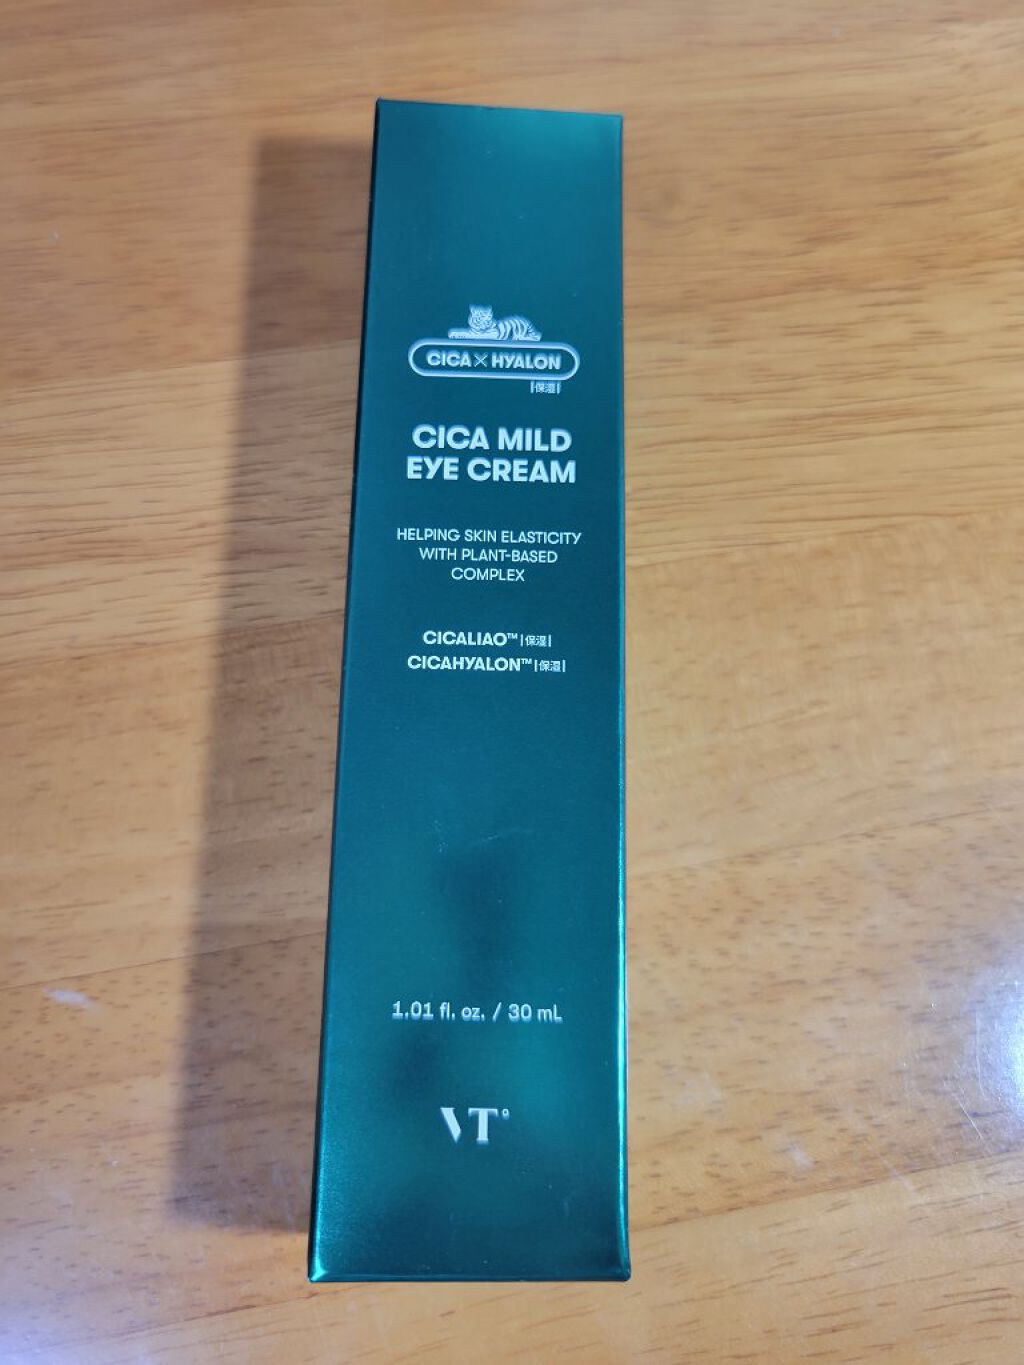 CICA×HYALON
|保湿|
CICA MILD
EYE CREAM
HELPING SKIN ELASTICITY
WITH PLANT-BASED
COMPLEX
CICALIAO™ |保湿|
CICAHYALON™ |保湿|
1.01 fl. oz. / 30 mL
VT